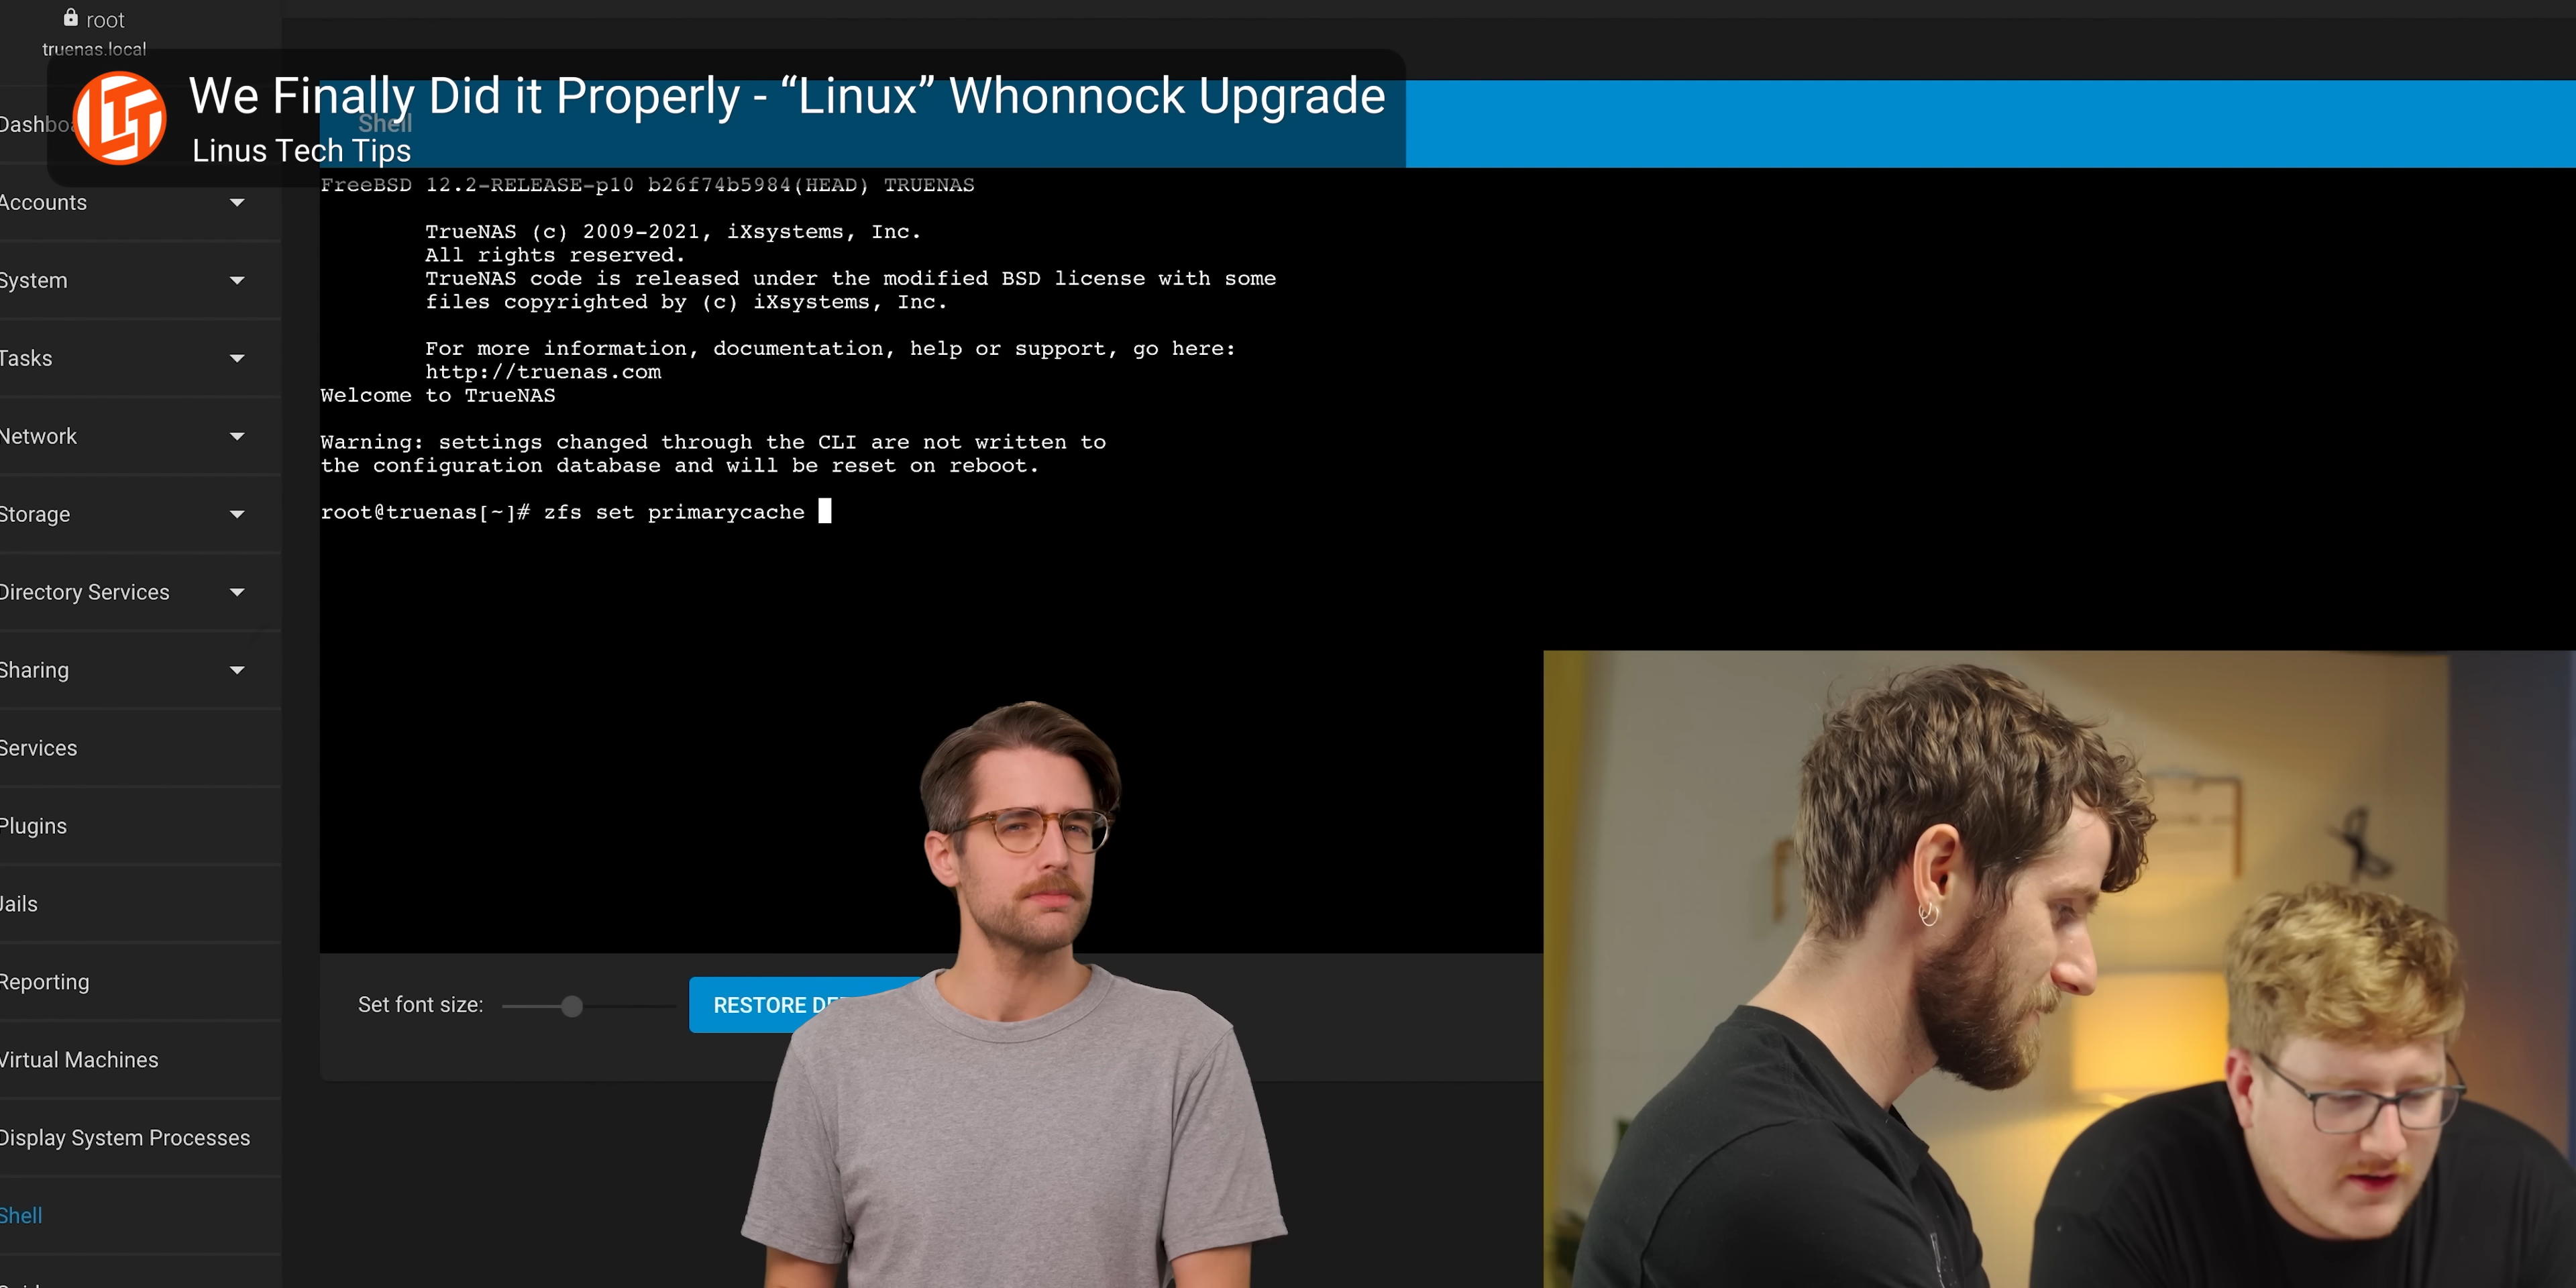 root
truenas.local
LTT
We Finally Did it Properly - “Linux” Whonnock Upgrade
Linus Tech Tips
Shell
Accounts
System
Tasks
Network
Storage
Directory Services
Sharing
Services
Plugins
Jails
Reporting
Virtual Machines
Display System Processes
Shell
FreeBSD 12.2-RELEASE-p10 b26f74b5984(HEAD) TRUENAS
TrueNAS (c) 2009-2021, iXsystems, Inc.
All rights reserved.
TrueNAS code is released under the modified BSD license with some
files copyrighted by (c) iXsystems, Inc.
For more information, documentation, help or support, go here:
http://truenas.com
Welcome to TrueNAS
Warning: settings changed through the CLI are not written to
the configuration database and will be reset on reboot.
root@truenas[~]# zfs set primarycache
Set font size:
RESTORE